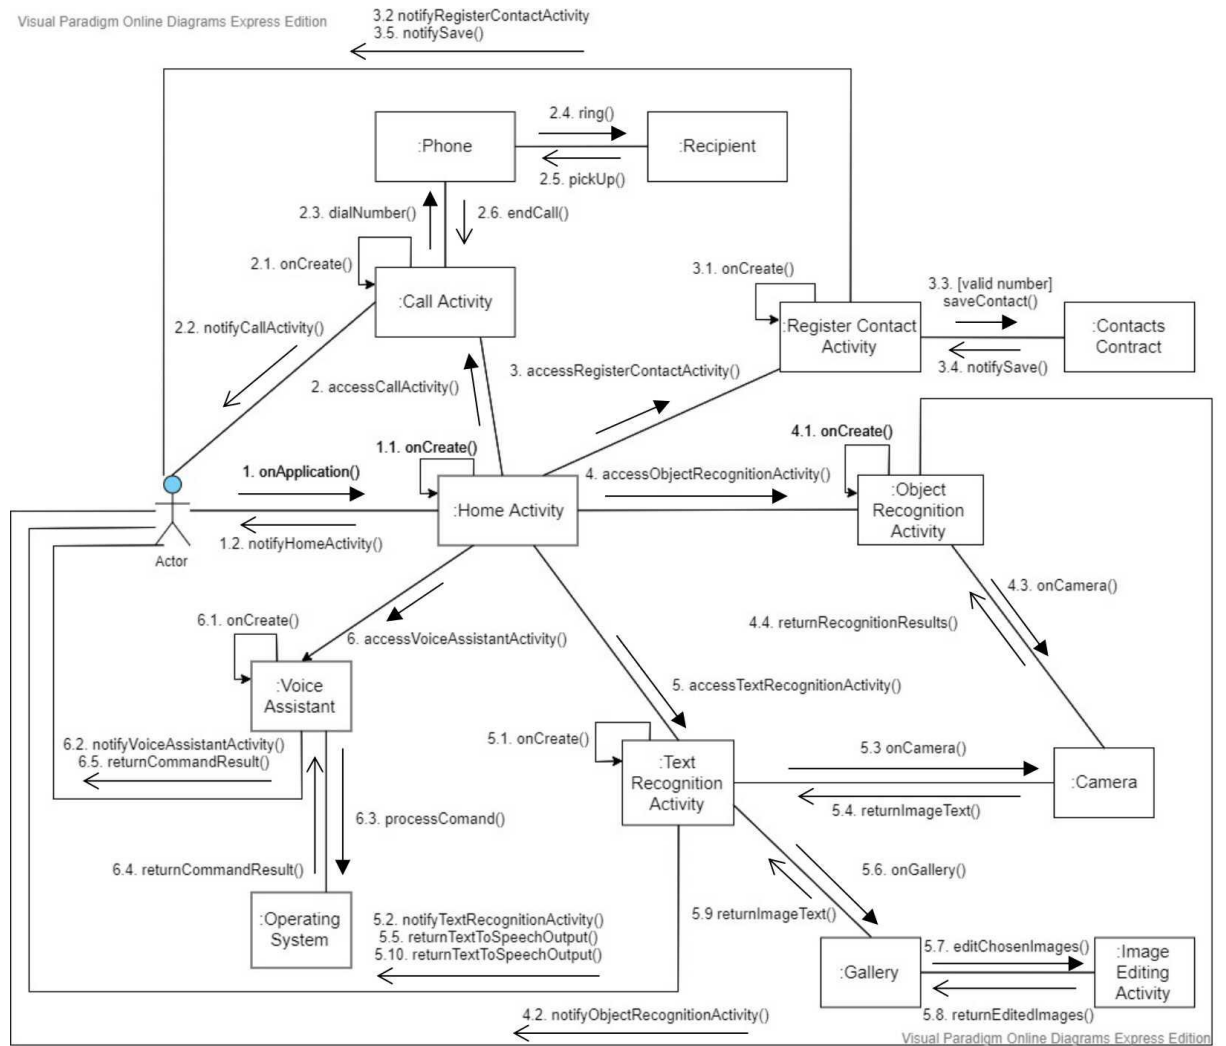 Visual Paradigm Online Diagrams Express Edition
3.2 notifyRegisterContactActivity
3.5. notifySave()
2.4. ring()
:Phone
:Recipient
2.5. pickUp()
2.3. dialNumber()
2.6. endCall()
2.1. onCreate()
3.1. onCreate()
3.3. [valid number]
saveContact()
:Call Activity
:Register Contact
Activity
:Contacts
Contract
2.2. notifyCallActivity()
3.4. notifySave()
2. accessCallActivity()
3. accessRegisterContactActivity()
4.1. onCreate()
1.1. onCreate()
1. onApplication()
4. accessObjectRecognitionActivity()
:Home Activity
:Object
Recognition
Activity
1.2. notifyHomeActivity()
Actor
4.3. onCamera()
6.1. onCreate()
4.4. returnRecognitionResults()
6. accessVoiceAssistantActivity()
:Voice
Assistant
5. accessTextRecognitionActivity()
6.2. notifyVoiceAssistantActivity()
6.5. returnCommandResult()
5.1. onCreate()
5.3 onCamera()
:Text
Recognition
Activity
:Camera
5.4. returnImageText()
6.3. processComand()
6.4. returnCommandResult()
5.6. onGallery()
:Operating
System
5.2. notifyTextRecognitionActivity()
5.5. returnTextToSpeechOutput()
5.10. returnTextToSpeechOutput()
5.9 returnImageText()
5.7. editChosenImages()
:Gallery
:Image
Editing
Activity
5.8. returnEditedImages()
4.2. notifyObjectRecognitionActivity()
Visual Paradigm Online Diagrams Express Edition